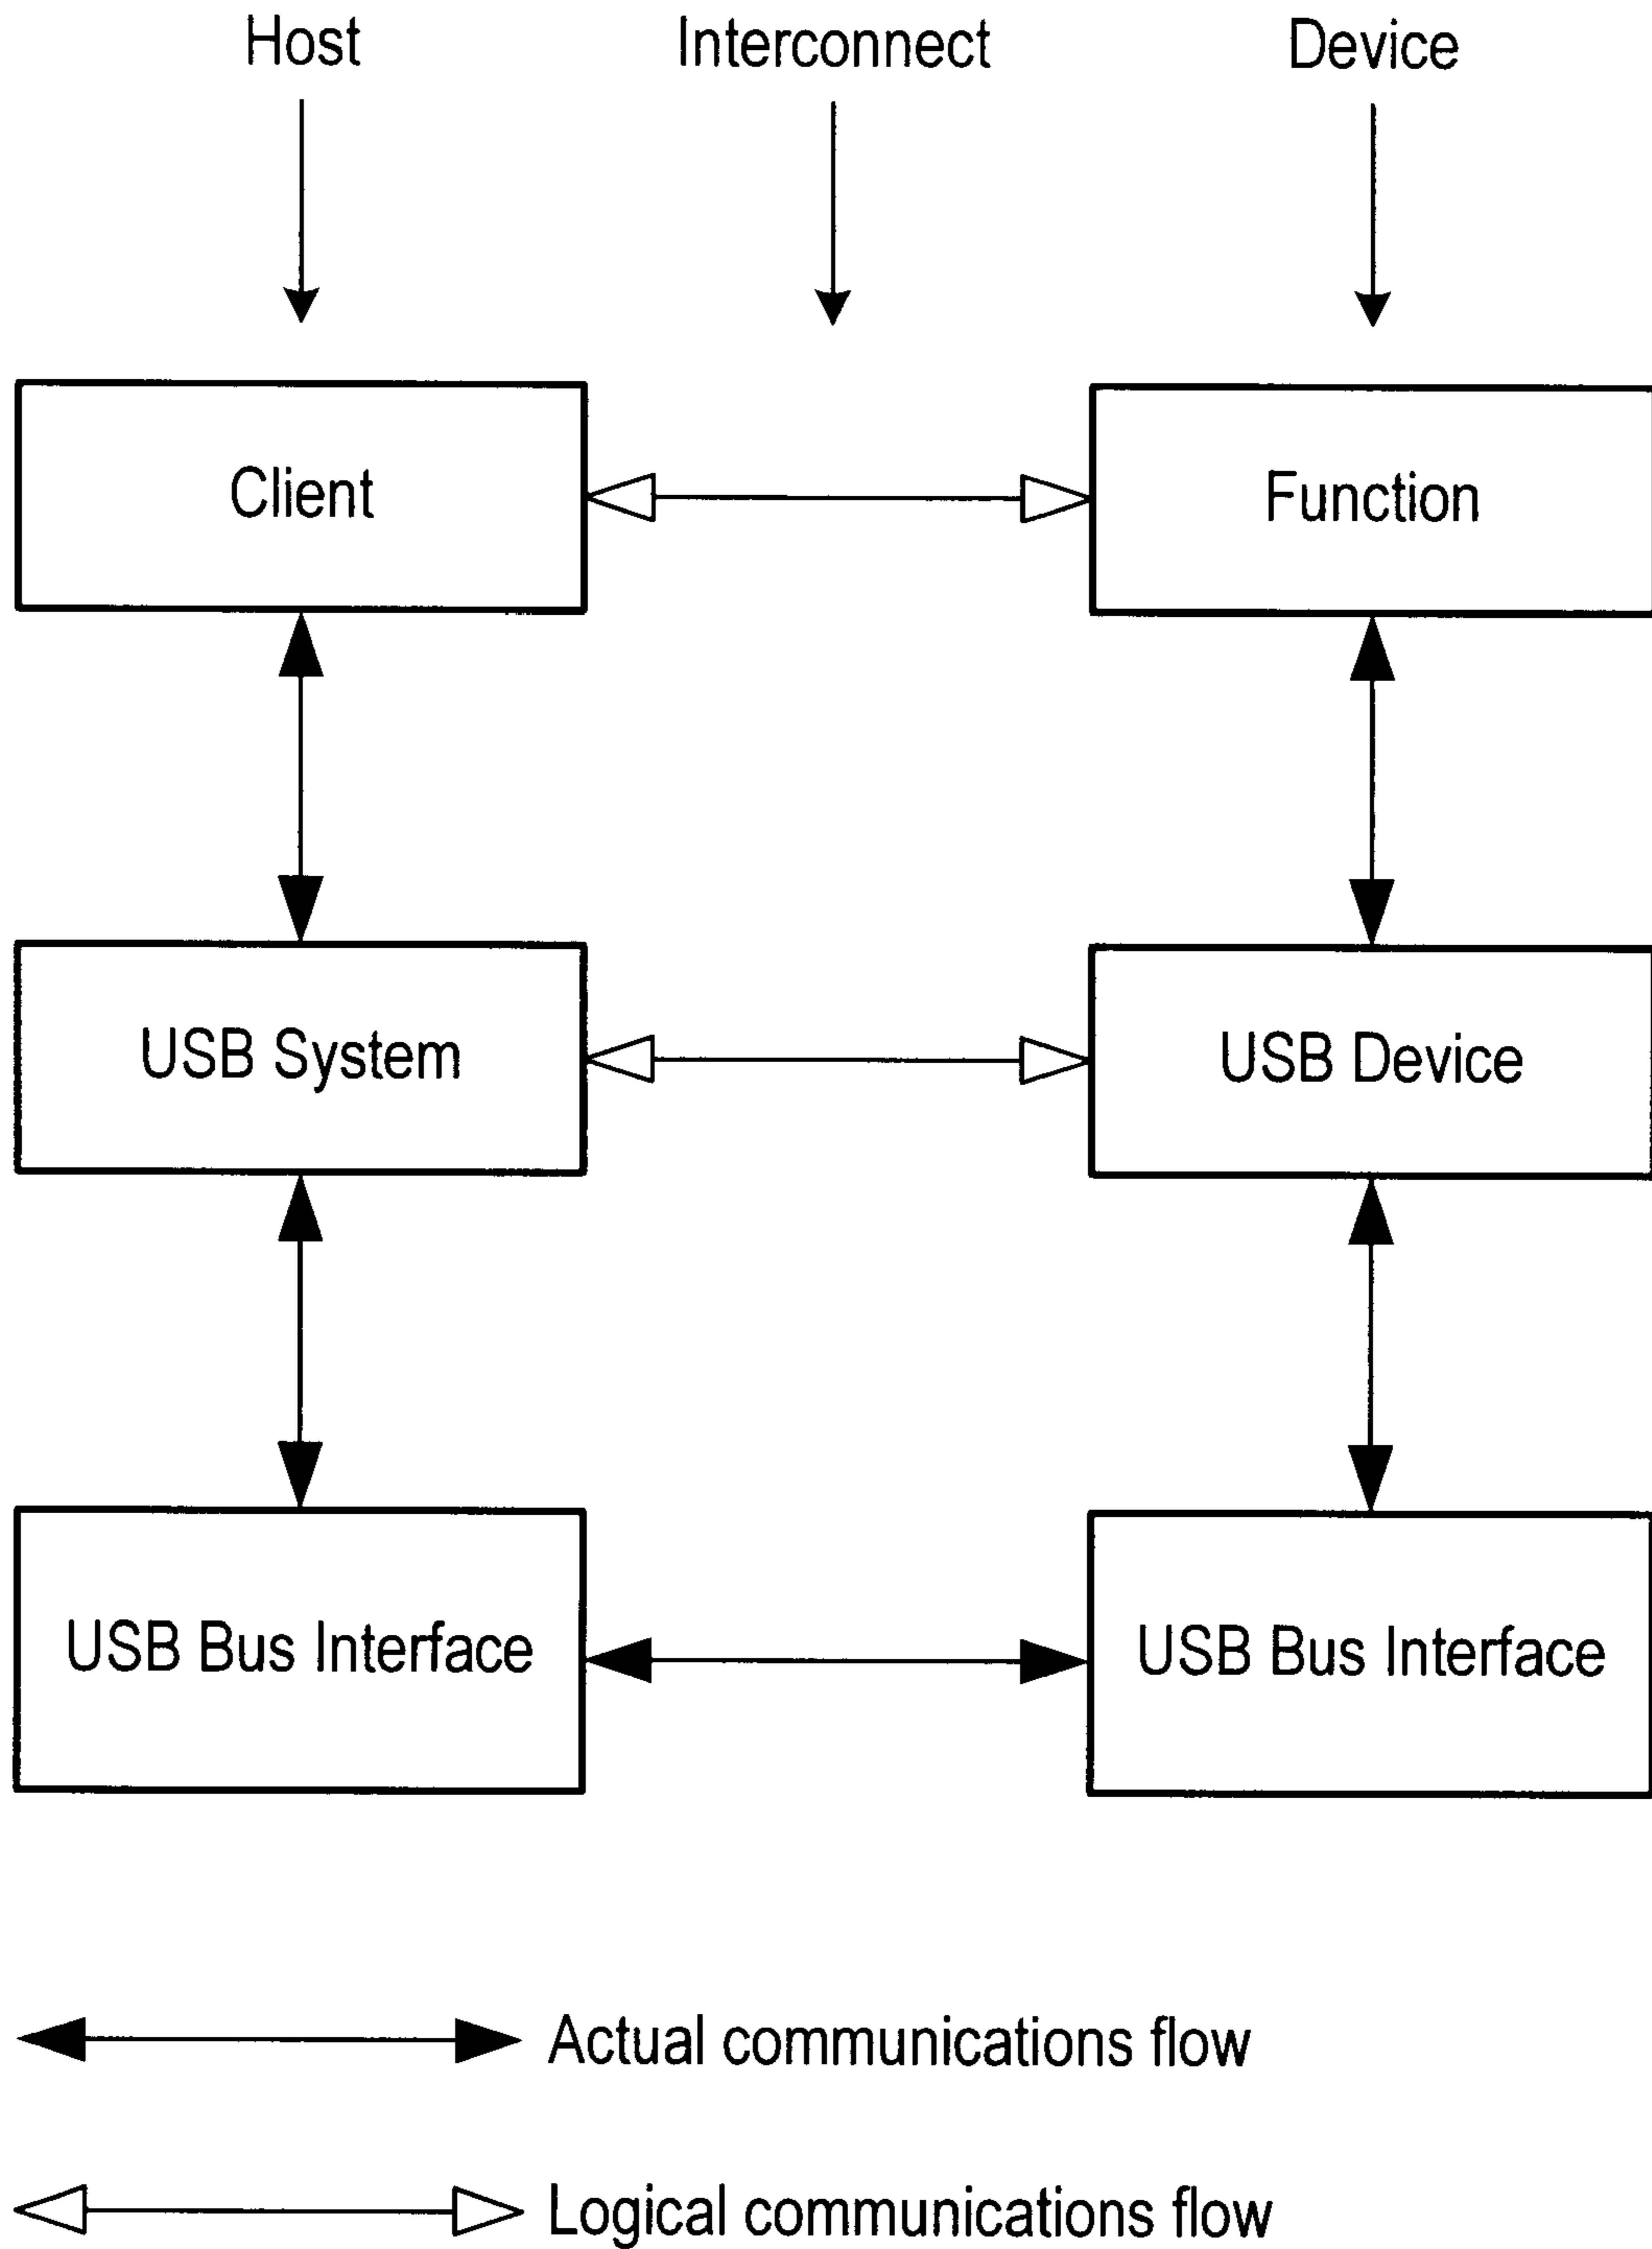 Host Interconnect Device
Client Function
USB System USB Device
USB Bus Interface USB Bus Interface
Actual communications flow
Logical communications flow